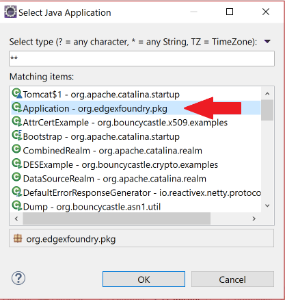 Select Java Application
Select type (? = any character, * = any String, TZ = TimeZone):
**
Matching items:
Tomcat$1 - org.apache.catalina.startup
Application - org.edgexfoundry.pkg
AttrCertExample - org.bouncycastle.x509.examples
Bootstrap - org.apache.catalina.startup
CombinedRealm - org.apache.catalina.realm
DESExample - org.bouncycastle.crypto.examples
DataSourceRealm - org.apache.catalina.realm
DefaultErrorResponseGenerator - io.reactivex.netty.protoco
Dump - org.bouncycastle.asn1.util
org.edgexfoundry.pkg
?
OK
Cancel